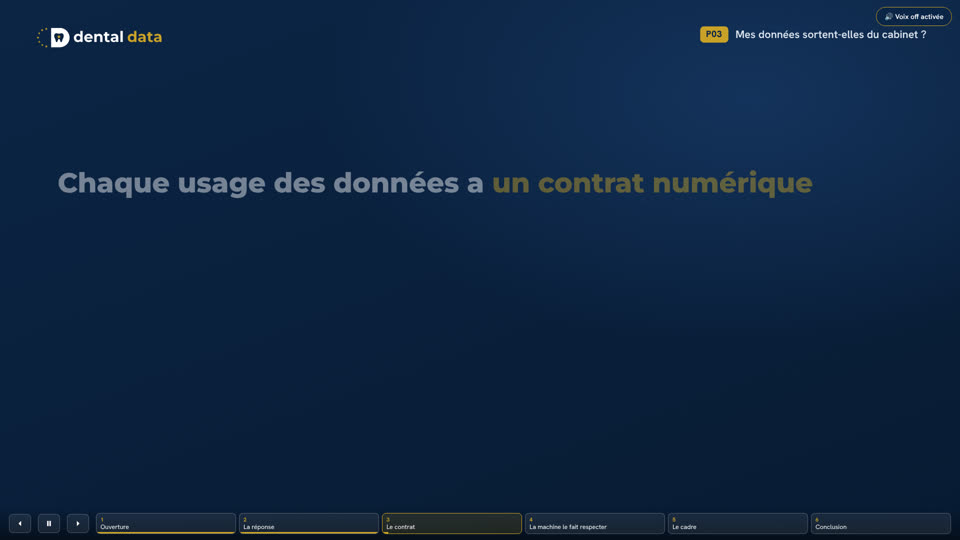 🔊 Voix off activée
dental data
P03 Mes données sortent-elles du cabinet ?
Chaque usage des données a un contrat numérique
1
Ouverture
2
La réponse
3
Le contrat
4
La machine le fait respecter
5
Le cadre
6
Conclusion